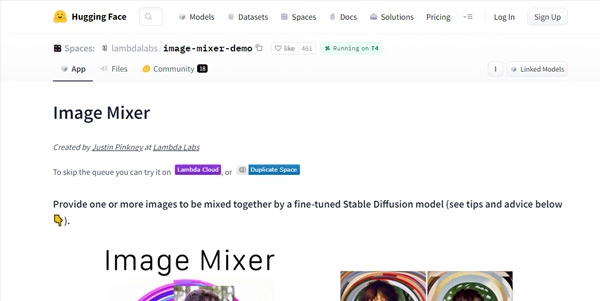 Hugging Face
Models
Datasets
Spaces
Docs
Solutions
Pricing
Log In
Sign Up
Spaces:
lambdalabs/image-mixer-demo
like
461
Running on T4
App
Files
Community
18
Linked Models
Image Mixer
Created by Justin Pinkney at Lambda Labs
To skip the queue you can try it on Lambda Cloud, or Duplicate Space
Provide one or more images to be mixed together by a fine-tuned Stable Diffusion model (see tips and advice below
👇).
Image Mixer